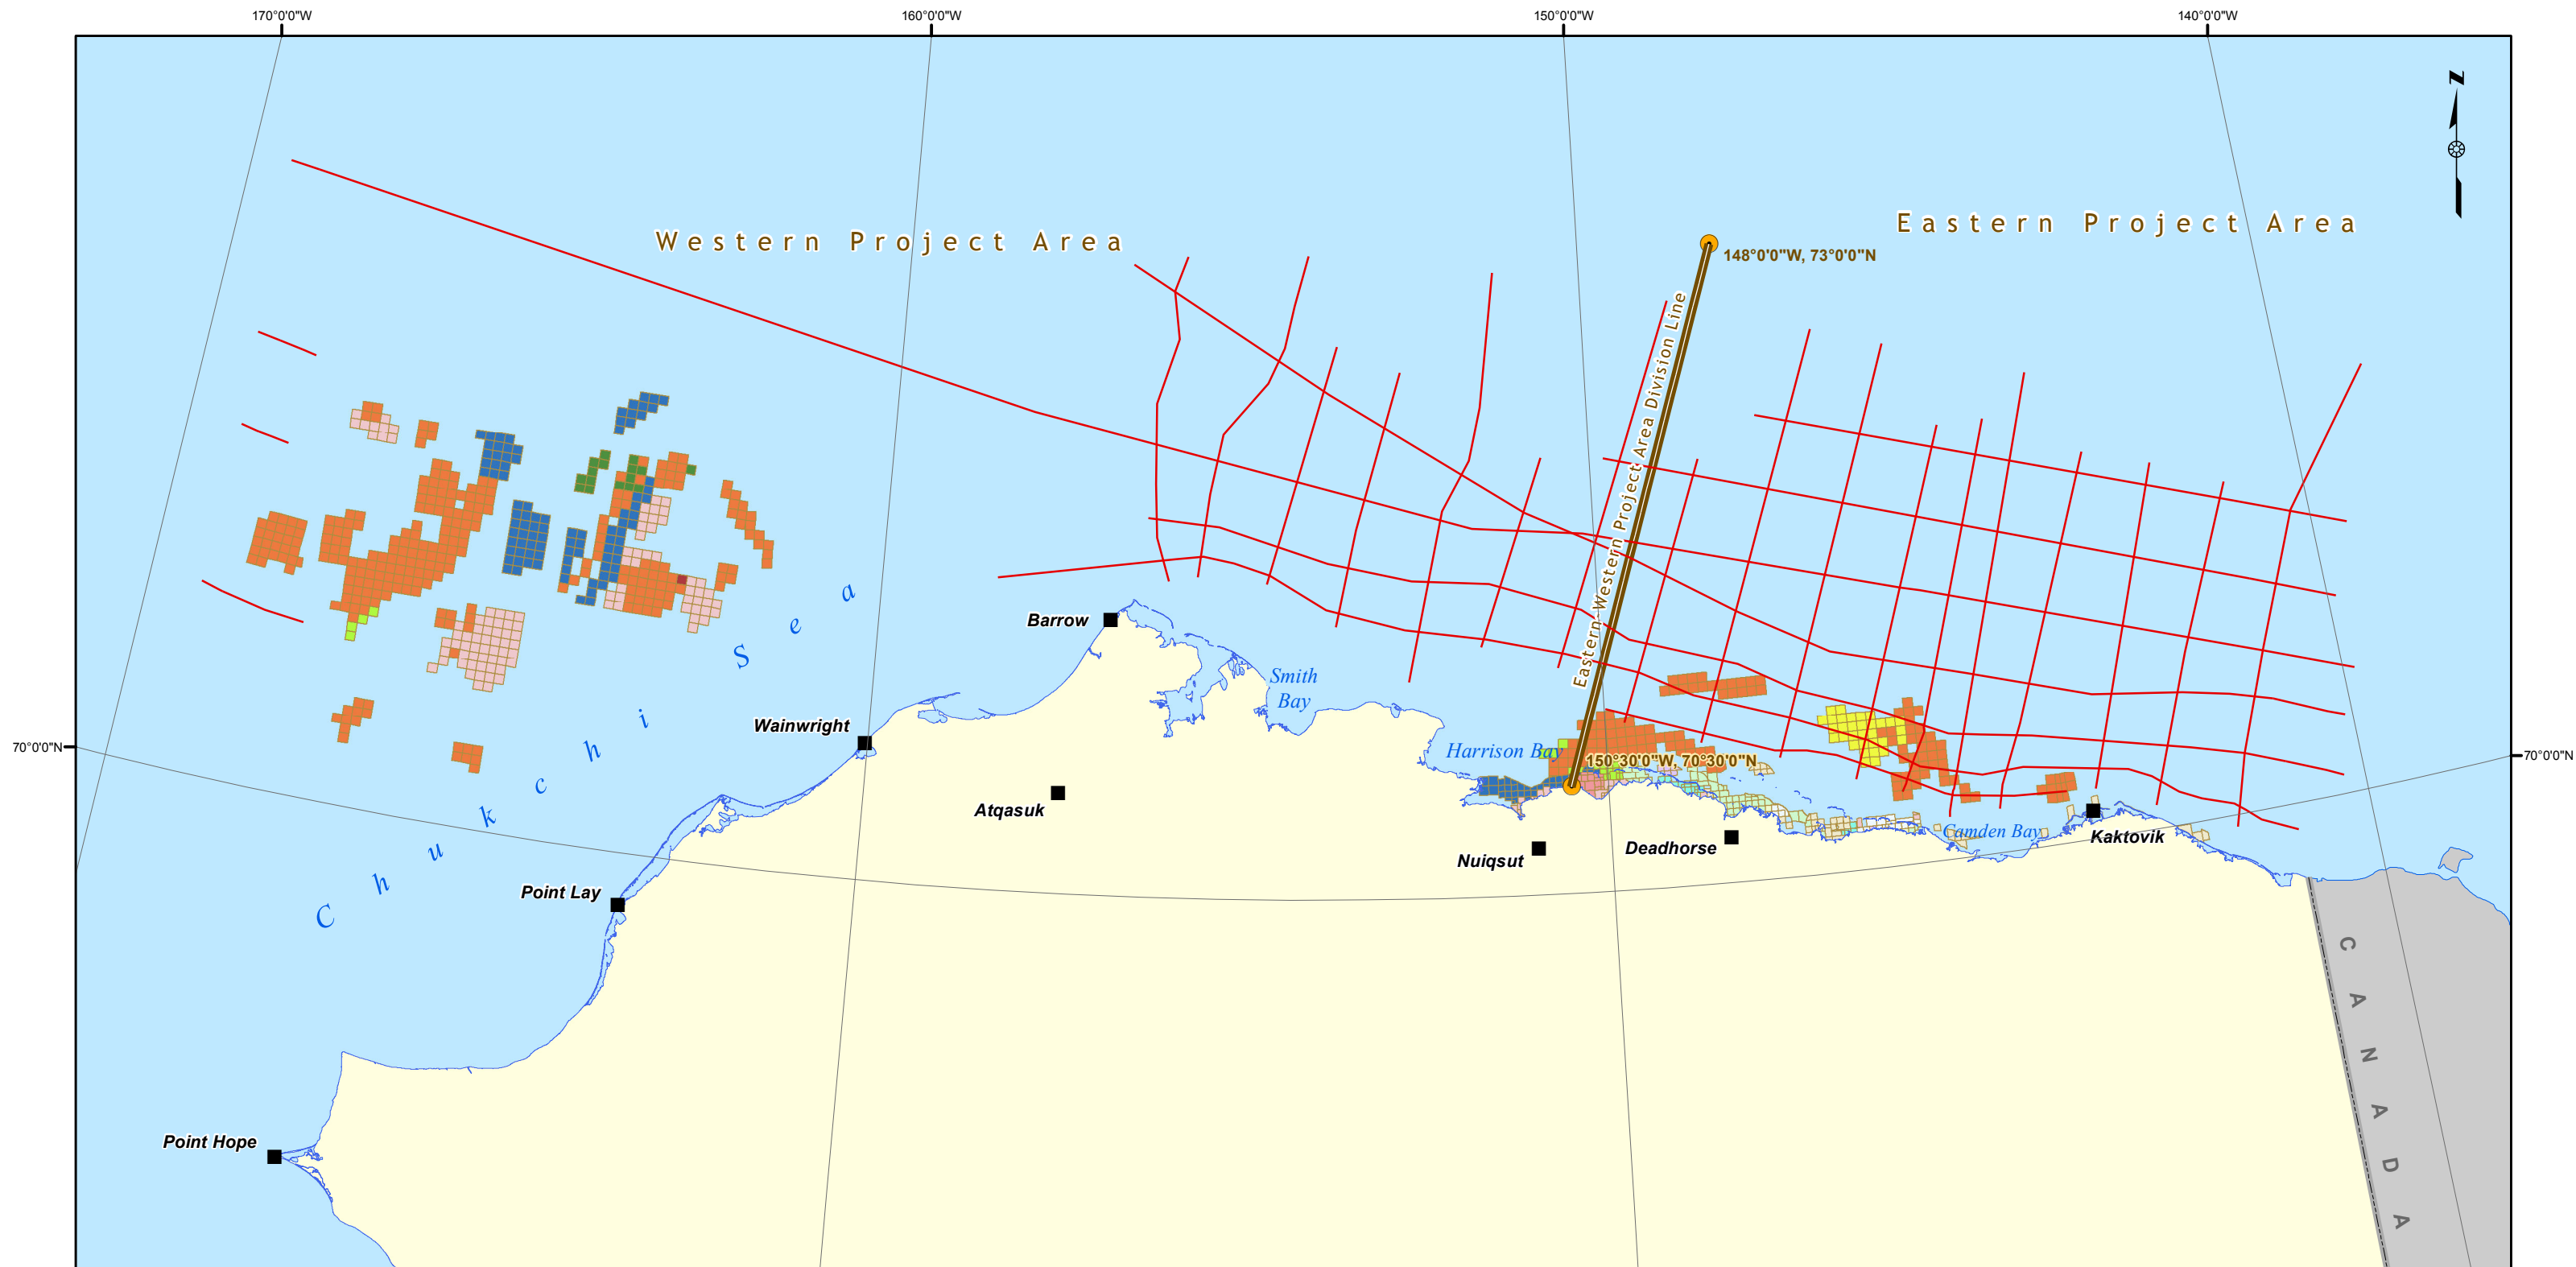 170°0'0"W
160°0'0"W
150°0'0"W
140°0'0"W
N
Western Project Area
Eastern Project Area
148°0'0"W, 73°0'0"N
Eastern-Western Project Area Division Line
Chukchi Sea
Barrow
Smith
Bay
Wainwright
70°0'0"N
70°0'0"N
Harrison Bay
150°30'0"W, 70°30'0"N
Atqasuk
Camden Bay
Kaktovik
Deadhorse
Nuiqsut
Point Lay
CANADA
Point Hope